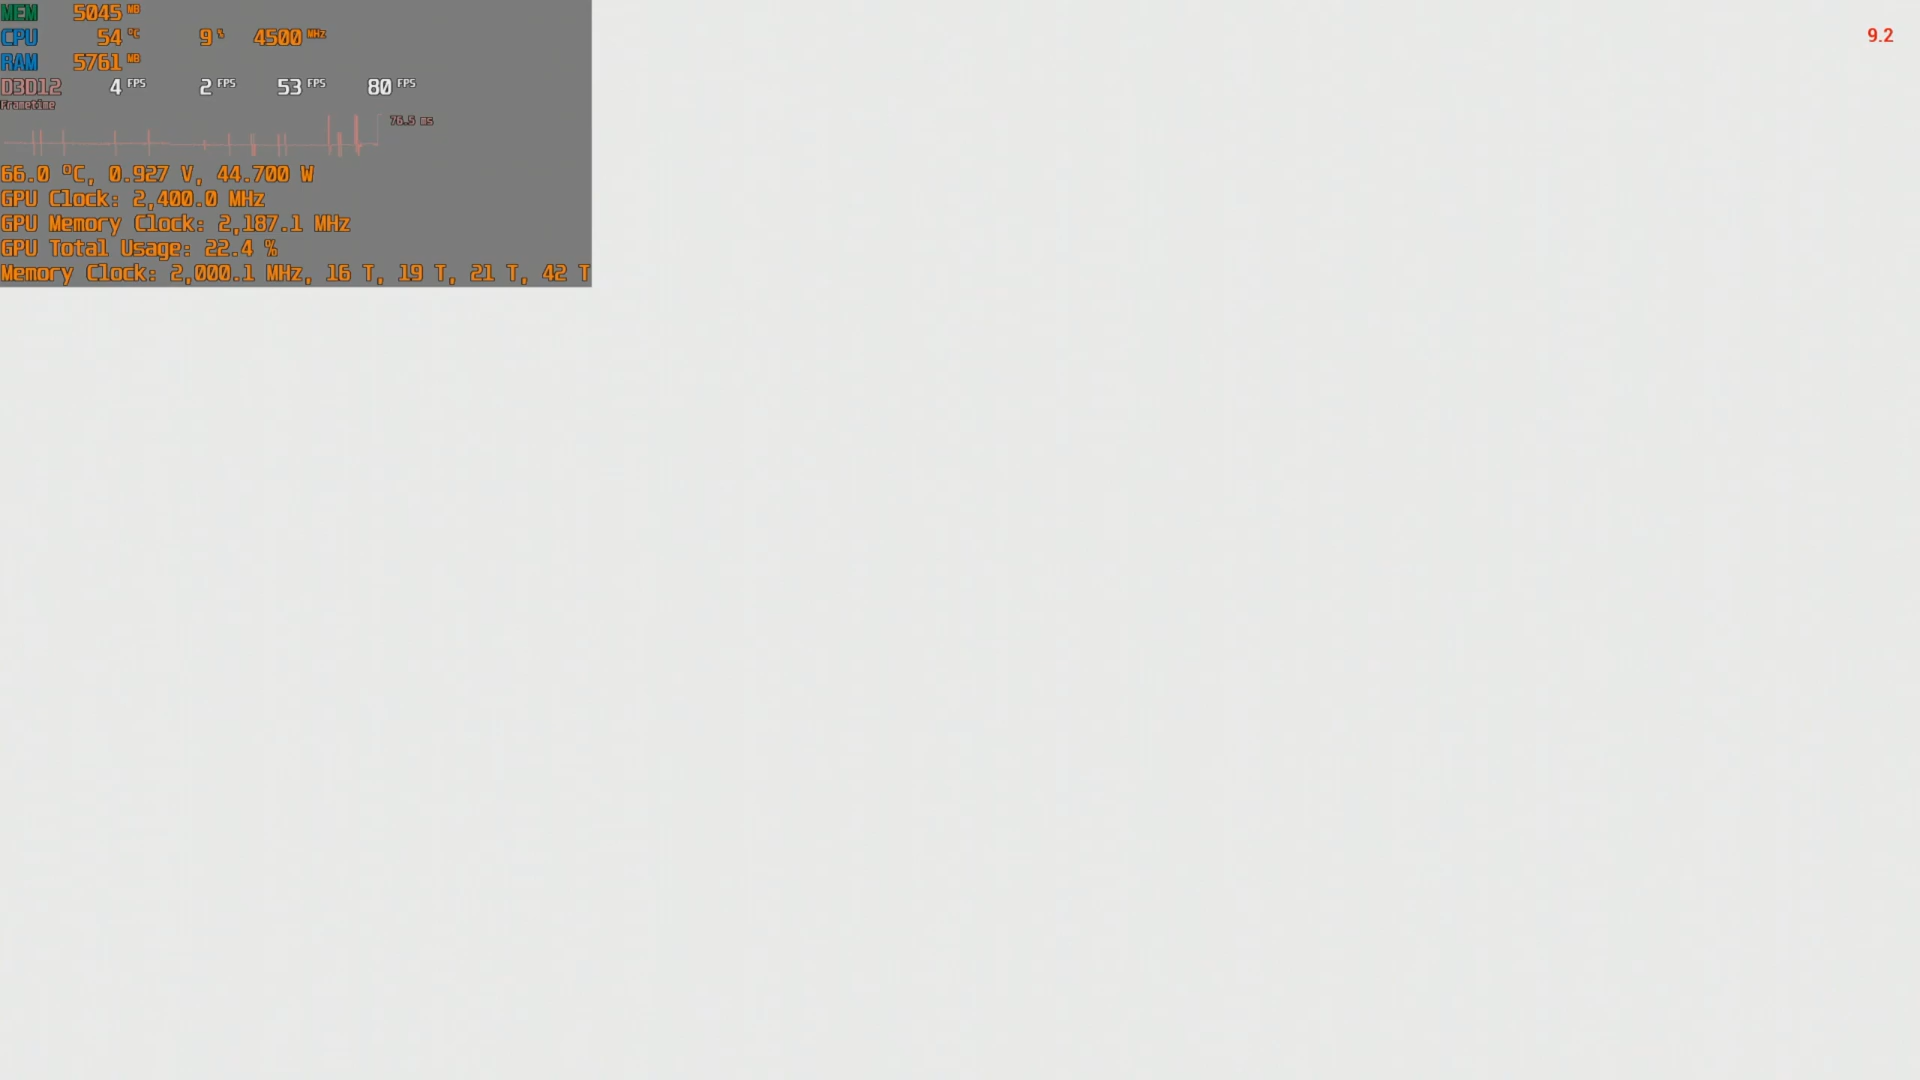 MEM 5045 MB
CPU 54 °C 9 % 4500 MHz
RAM 5761 MB
D3D12 4 FPS 2 FPS 53 FPS 80 FPS
Frametime
76.5 ms
66.0 °C, 0.927 V, 44.700 W
GPU Clock: 2,400.0 MHz
GPU Memory Clock: 2,187.1 MHz
GPU Total Usage: 22.4 %
Memory Clock: 2,000.1 MHz, 16 T, 19 T, 21 T, 42 T
9.2